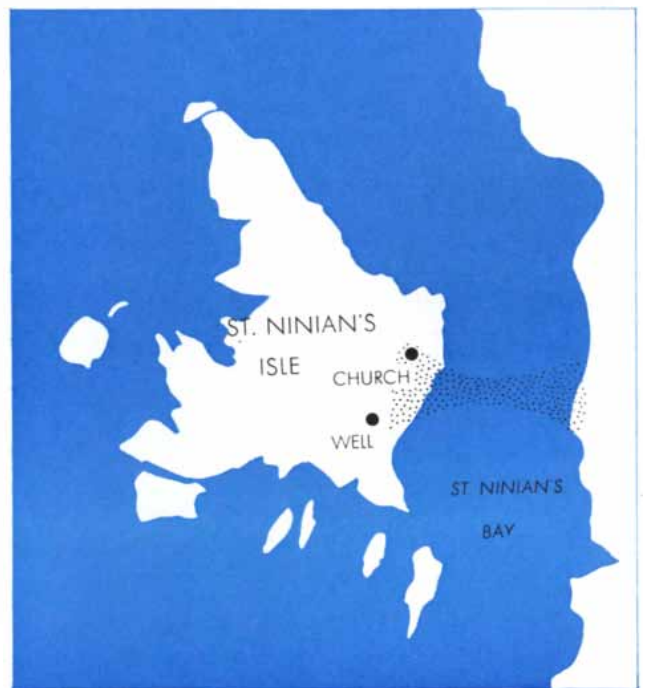 ST. NINIAN'S
ISLE
CHURCH
WELL
ST NINIAN'S
BAY